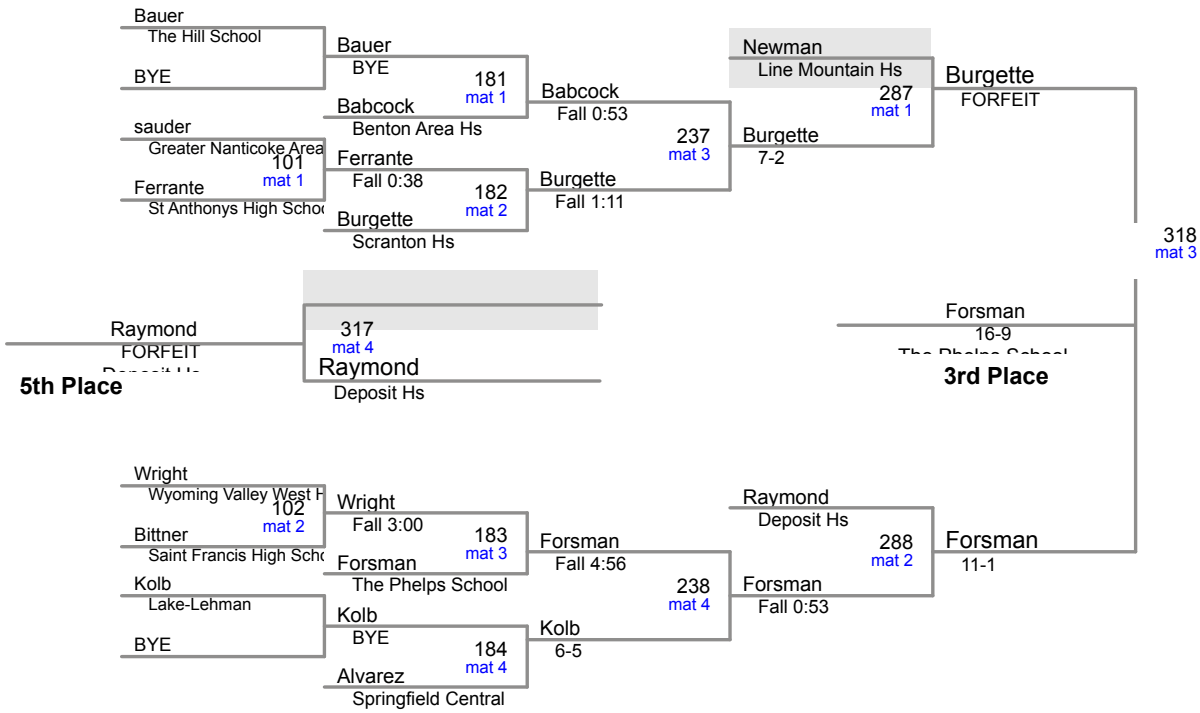 Bauer
The Hill School
BYE
Bauer
BYE
181
mat 1
Babcock
Benton Area Hs
Babcock
Fall 0:53
Newman
Line Mountain Hs
287
mat 1
Burgette
FORFEIT
sauder
Greater Nanticoke Area
101
mat 1
Ferrante
St Anthonys High Schoo
Ferrante
Fall 0:38
182
mat 2
Burgette
Scranton Hs
Burgette
Fall 1:11
237
mat 3
Burgette
7-2
318
mat 3
Raymond
FORFEIT
5th Place
317
mat 4
Raymond
Deposit Hs
Forsman
16-9
The Phelps School
3rd Place
Wright
Wyoming Valley West H
102
mat 2
Bittner
Saint Francis High Scho
Wright
Fall 3:00
183
mat 3
Forsman
The Phelps School
Forsman
Fall 4:56
Raymond
Deposit Hs
288
mat 2
Forsman
11-1
Kolb
Lake-Lehman
BYE
Kolb
BYE
184
mat 4
Alvarez
Springfield Central
Kolb
6-5
238
mat 4
Forsman
Fall 0:53